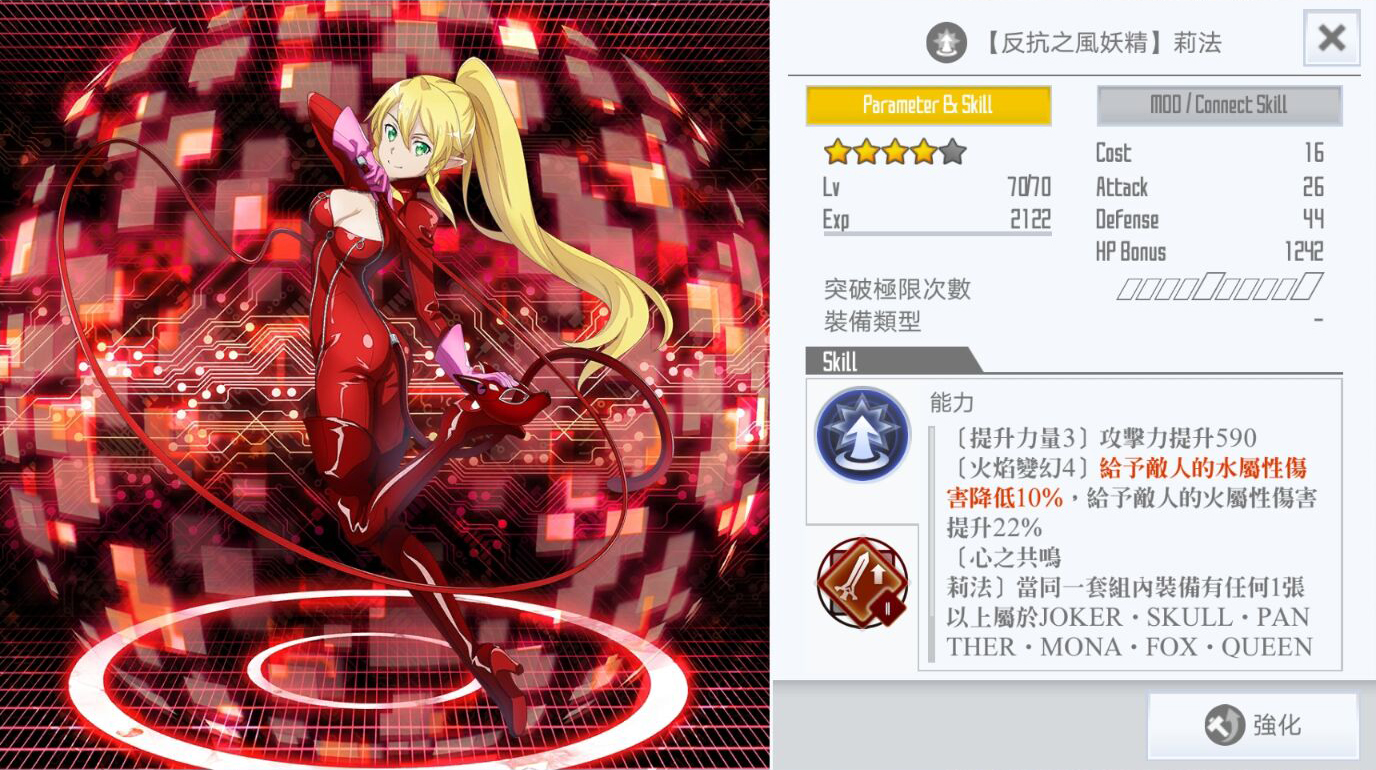 【反抗之風妖精】莉法
Parameter & Skill
MOD / Connect Skill
Lv 70/70
Exp 2122
Cost 16
Attack 26
Defense 44
HP Bonus 1242
突破極限次數
裝備類型 -
Skill
能力
〔提升力量3〕攻擊力提升590
〔火焰變幻4〕給予敵人的水屬性傷
害降低10%，給予敵人的火屬性傷害
提升22%
〔心之共鳴
莉法〕當同一套組內裝備有任何1張
以上屬於JOKER・SKULL・PAN
THER・MONA・FOX・QUEEN
II
強化